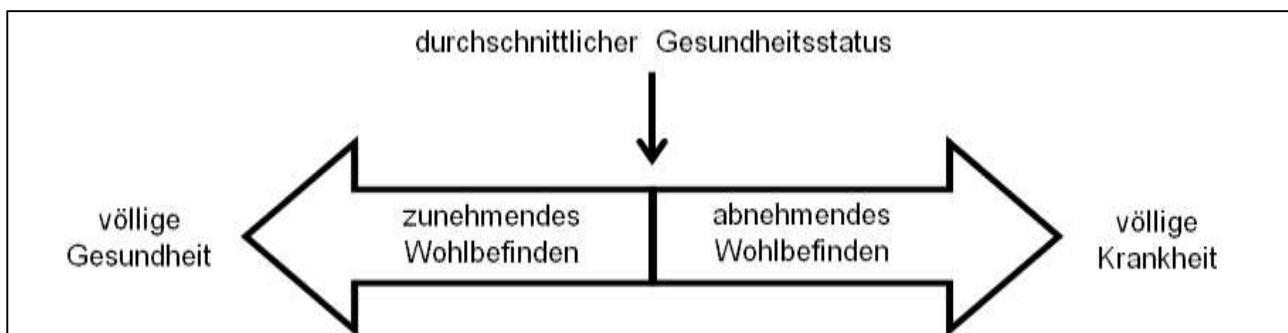 durchschnittlicher Gesundheitsstatus
völlige
Gesundheit
zunehmendes
Wohlbefinden
abnehmendes
Wohlbefinden
völlige
Krankheit